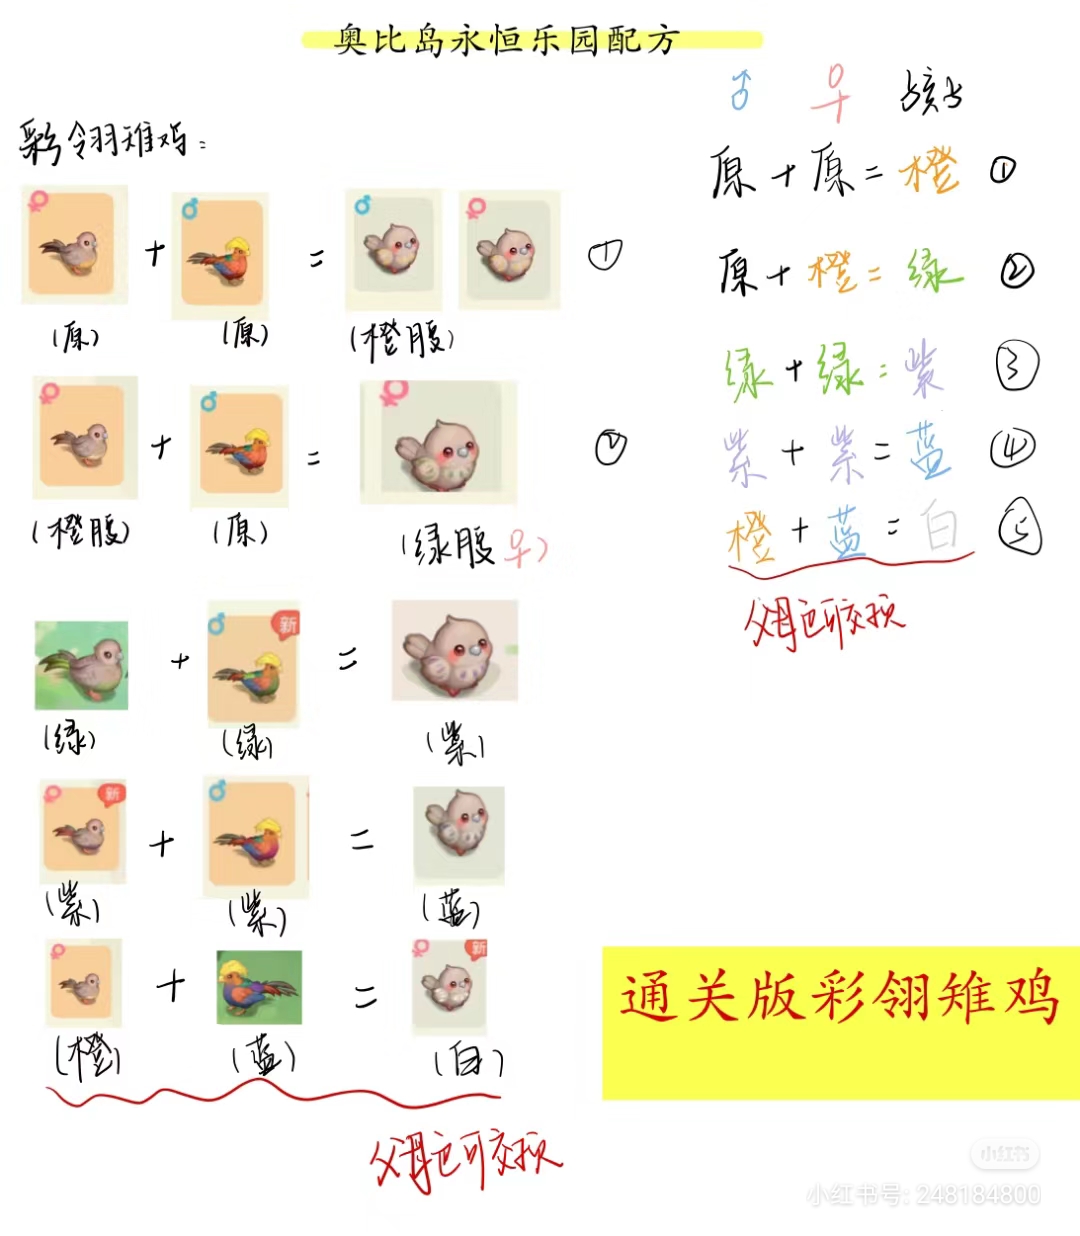 奥比岛永恒乐园配方
♂ ♀
彩翎雉鸡:
原+原=橙 ①
+ = ①
(原) (原) (橙腹)
原+橙=绿 ②
绿+绿=紫 ③
+ = ②
紫+紫=蓝 ④
(橙腹) (原) (绿腹♀)
橙+蓝=白 ⑤
父母也可交换
新
+ =
(绿) (绿) (紫)
新
+ =
(紫) (紫) (蓝)
新
+ =
(橙) (蓝) (白)
通关版彩翎雉鸡
父母也可交换
小红书
小红书号: 248184800